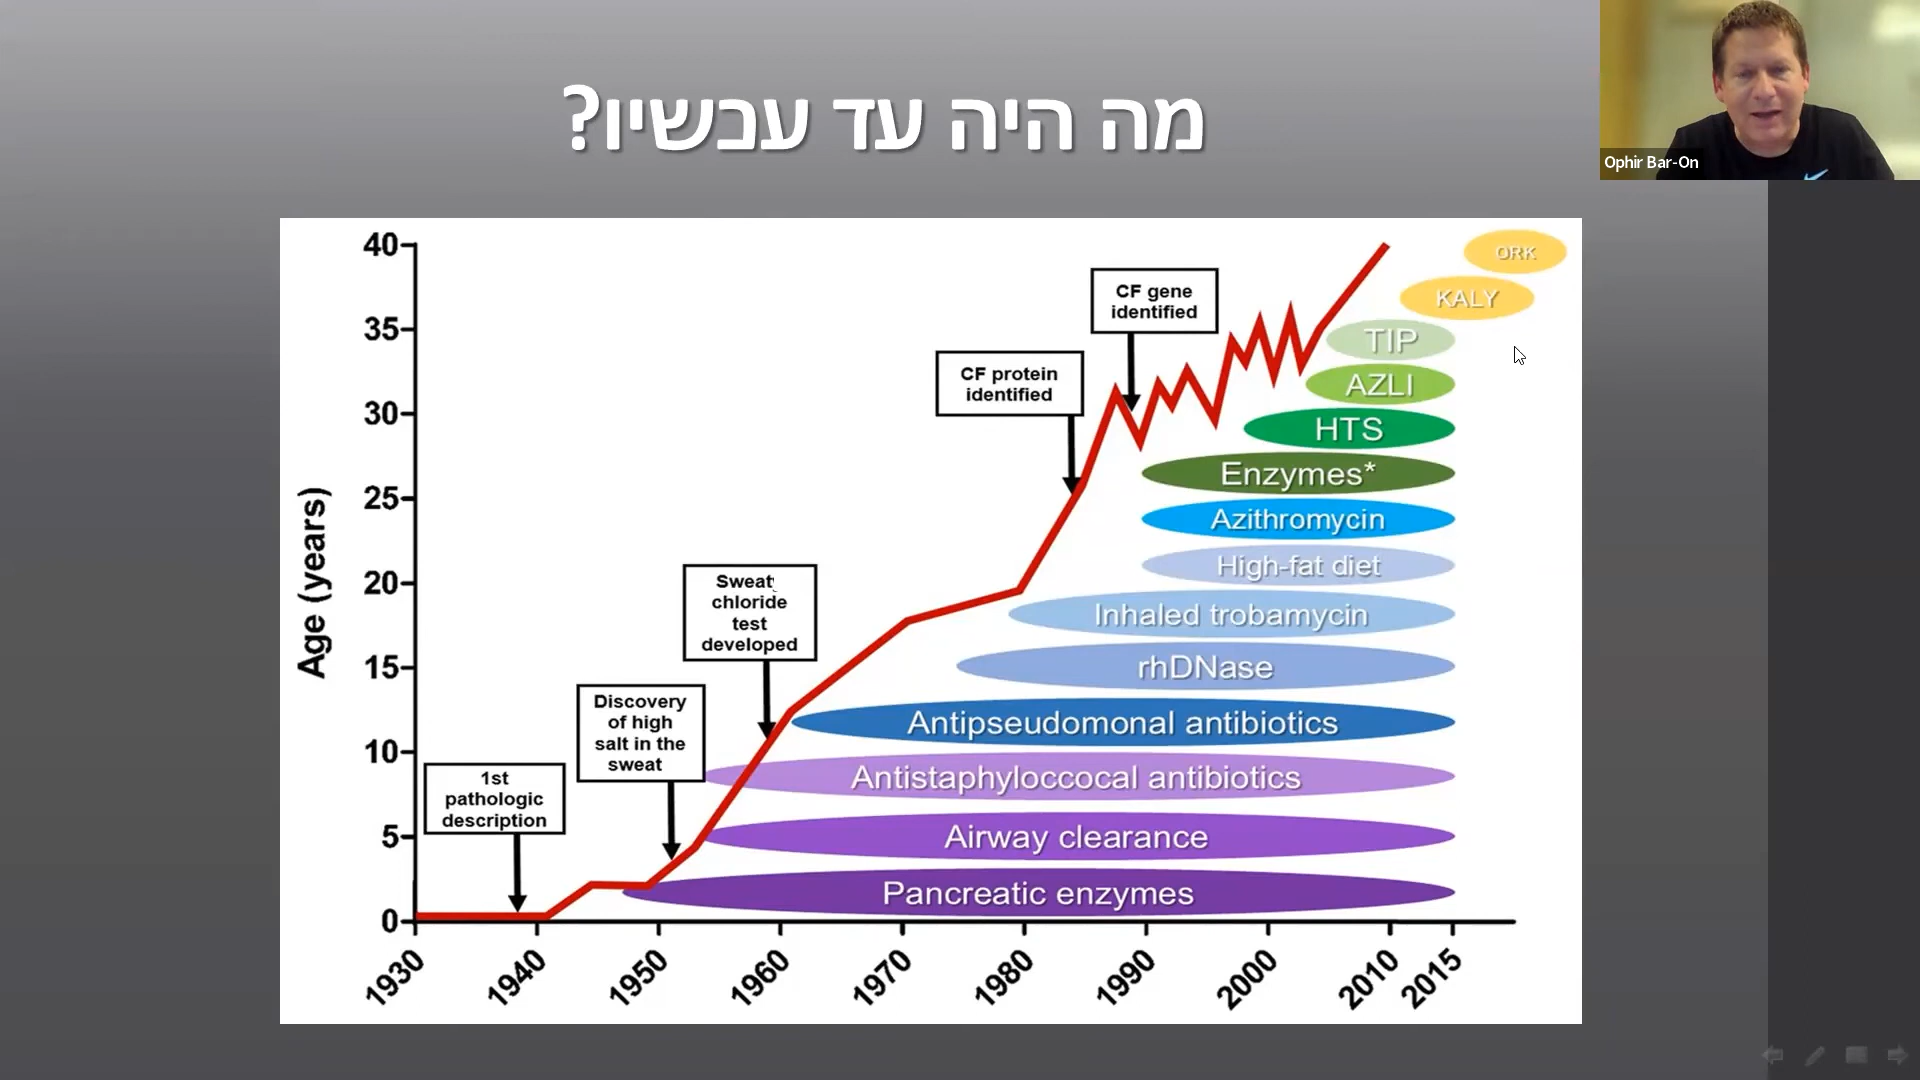 מה היה עד עכשיו?
Ophir Bar-On
Age (years)
40
35
30
25
20
15
10
5
0
1930
1940
1950
1960
1970
1980
1990
2000
2010
2015
1st
pathologic
description
Discovery
of high
salt in the
sweat
Sweat
chloride
test
developed
CF protein
identified
CF gene
identified
ORK
KALY
TIP
AZLI
HTS
Enzymes*
Azithromycin
High-fat diet
Inhaled trobamycin
rhDNase
Antipseudomonal antibiotics
Antistaphyloccocal antibiotics
Airway clearance
Pancreatic enzymes